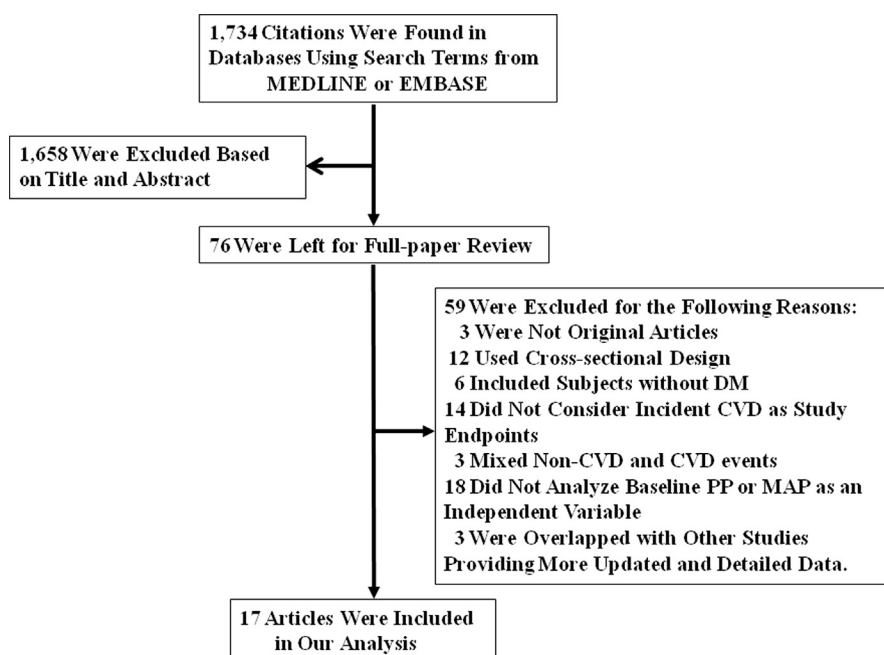 1,734 Citations Were Found in
Databases Using Search Terms from
MEDLINE or EMBASE
1,658 Were Excluded Based
on Title and Abstract
76 Were Left for Full-paper Review
59 Were Excluded for the Following Reasons:
3 Were Not Original Articles
12 Used Cross-sectional Design
6 Included Subjects without DM
14 Did Not Consider Incident CVD as Study
Endpoints
3 Mixed Non-CVD and CVD events
18 Did Not Analyze Baseline PP or MAP as an
Independent Variable
3 Were Overlapped with Other Studies
Providing More Updated and Detailed Data.
17 Articles Were Included
in Our Analysis